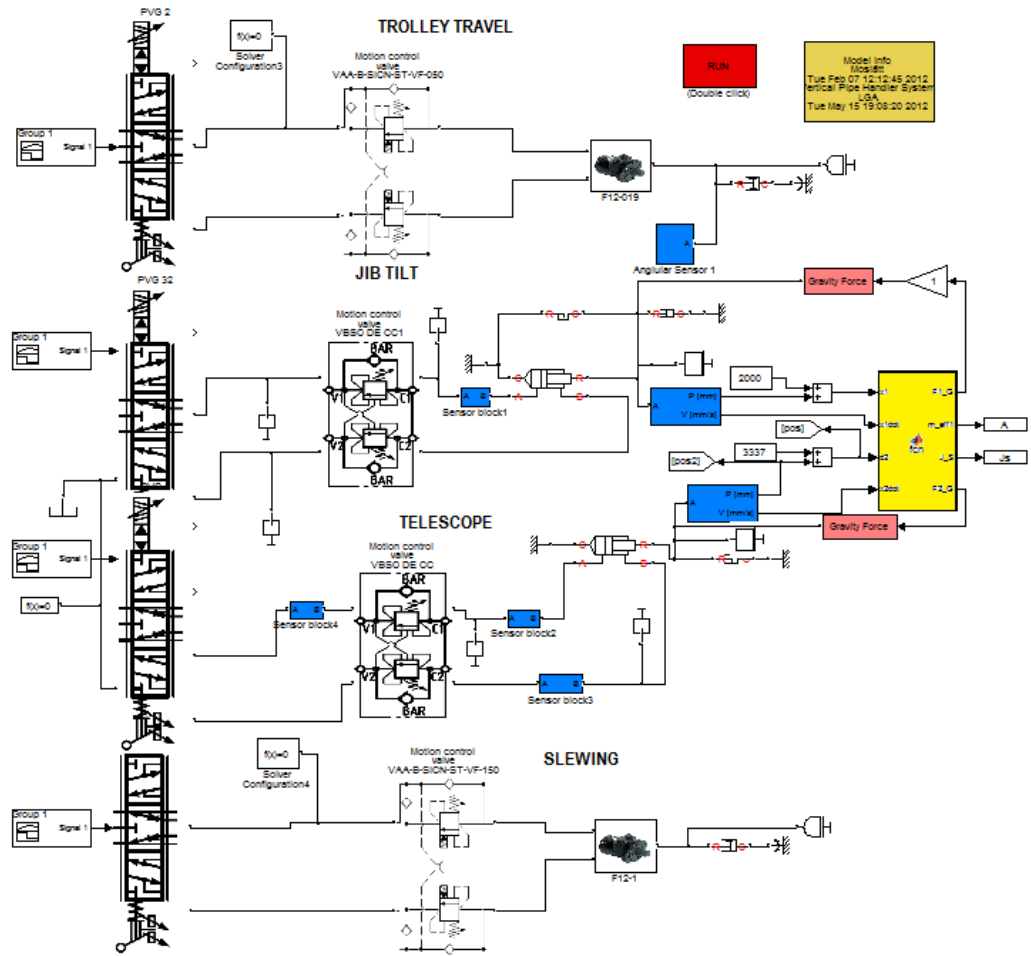 PVG 2
TROLLEY TRAVEL
f(x)=0
Solver
Configuration3
Motion control
valve
VAA-B-SICN-ST-VF-050
RUN
(Double click)
Model Info
Moslått
Tue Feb 07 12:12:45 2012
Vertical Pipe Handler System
LGA
Tue May 15 19:08:20 2012
Group 1
Signal 1
F12-019
R C
A
Anglular Sensor 1
JIB TILT
PVG 32
Gravity Force
1
Motion control
valve
VBSO DE CC1
Group 1
Signal 1
BAR
V1 C1
V2 C2
BAR
R C
R C
C R
A B
A B
Sensor block1
A
P [mm]
V [mm/s]
2000
[pos]
3337
[pos2]
x1 F1_G
x1dot m_eff1
d2 J_S
x2dot F2_G
fcn
A
Js
A
P [mm]
V [mm/s]
Gravity Force
TELESCOPE
Motion control
valve
VBSO DE CC
Group 1
Signal 1
f(x)=0
C R
A B
R C
A B
Sensor block4
BAR
V1 C1
V2 C2
BAR
A B
Sensor block2
A B
Sensor block3
SLEWING
f(x)=0
Solver
Configuration4
Motion control
valve
VAA-B-SICN-ST-VF-150
Group 1
Signal 1
F12-1
R C